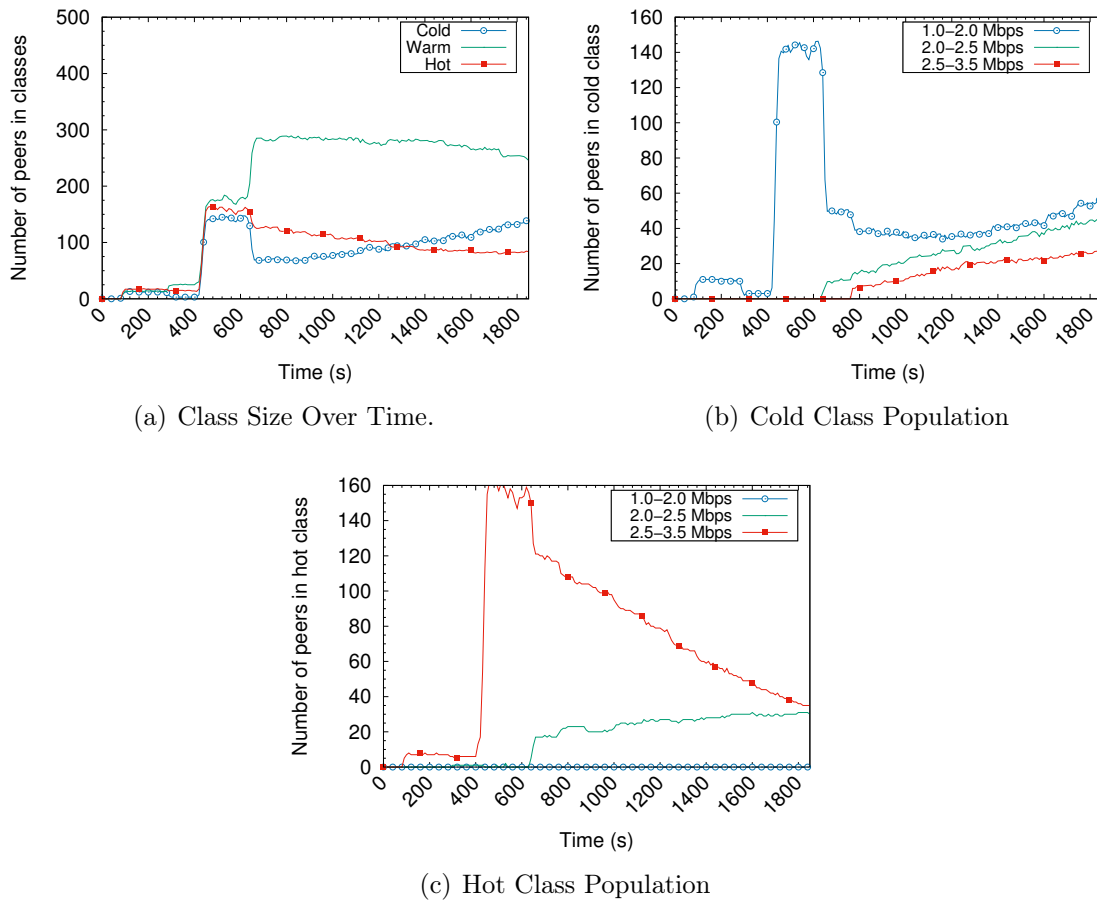 Number of peers in classes
500
400
300
200
100
0
Cold
Warm
Hot
0 200 400 600 800 1000 1200 1400 1600 1800
Time (s)
(a) Class Size Over Time.
Number of peers in cold class
160
140
120
100
80
60
40
20
0
1.0−2.0 Mbps
2.0−2.5 Mbps
2.5−3.5 Mbps
0 200 400 600 800 1000 1200 1400 1600 1800
Time (s)
(b) Cold Class Population
Number of peers in hot class
160
140
120
100
80
60
40
20
0
1.0−2.0 Mbps
2.0−2.5 Mbps
2.5−3.5 Mbps
0 200 400 600 800 1000 1200 1400 1600 1800
Time (s)
(c) Hot Class Population